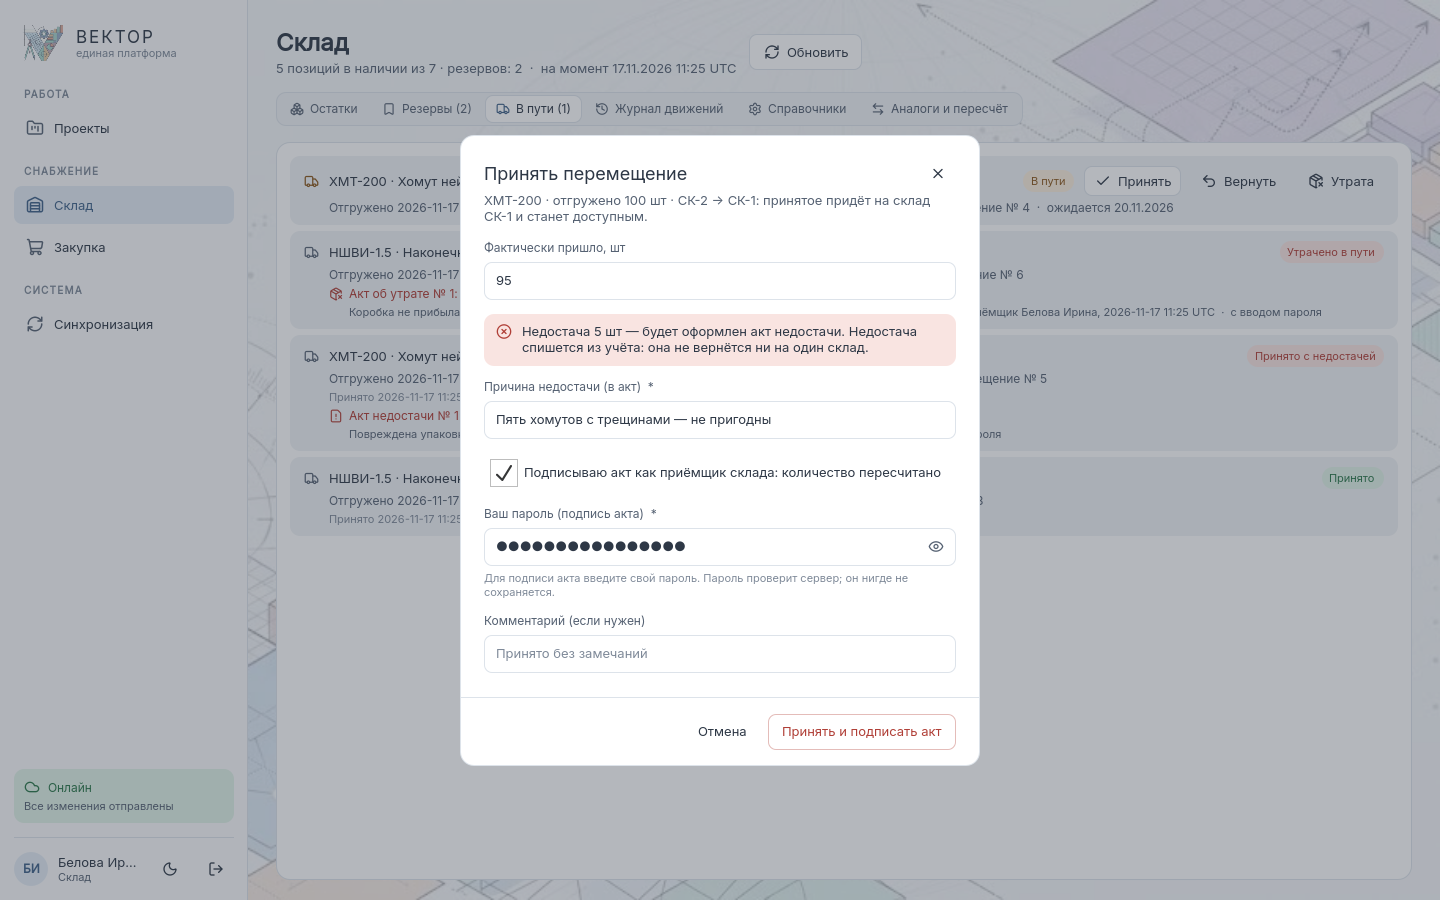 ВЕКТОР
единая платформа
РАБОТА
Проекты
СНАБЖЕНИЕ
Склад
Закупка
СИСТЕМА
Синхронизация
Онлайн
Все изменения отправлены
БИ
Белова Ир...
Склад
Склад
5 позиций в наличии из 7 · резервов: 2 · на момент 17.11.2026 11:25 UTC
Обновить
Остатки
Резервы (2)
В пути (1)
Журнал движений
Справочники
Аналоги и пересчёт
ХМТ-200 · Хомут
В пути
Принять
Вернуть
Утрата
Отгружено 2026-11-17
№ 4 · ожидается 20.11.2026
НШВИ-1.5 ·
Утрачено в пути
Отгружено 2026-11-17
№ 6
Акт об утрате № 1:
Коробка не прибыла
Белова Ирина, 2026-11-17 11:25 UTC · с вводом пароля
ХМТ-200 · Хомут
Принято с недостачей
Отгружено 2026-11-17
№ 5
Принято 2026-11-17 11:25
Акт недостачи № 1
Повреждена
НШВИ-1.5 ·
Принято
Отгружено 2026-11-17
Принято 2026-11-17 11:25
Принять перемещение
ХМТ-200 · отгружено 100 шт · СК-2 → СК-1: принятое придёт на склад
СК-1 и станет доступным.
Фактически пришло, шт
95
Недостача 5 шт — будет оформлен акт недостачи. Недостача
спишется из учёта: она не вернётся ни на один склад.
Причина недостачи (в акт) *
Пять хомутов с трещинами — не пригодны
Подписываю акт как приёмщик склада: количество пересчитано
Ваш пароль (подпись акта) *
●●●●●●●●●●●●●●●●
Для подписи акта введите свой пароль. Пароль проверит сервер; он нигде не
сохраняется.
Комментарий (если нужен)
Принято без замечаний
Отмена
Принять и подписать акт